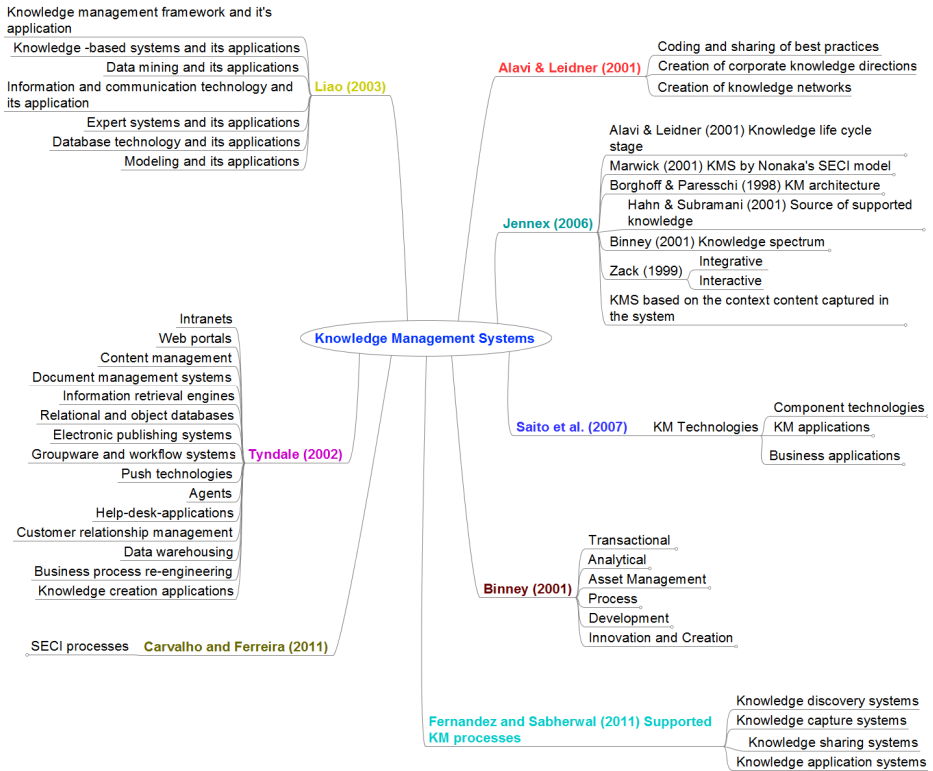 Knowledge management framework and it's
application
Knowledge -based systems and its applications
Data mining and its applications
Information and communication technology and
its application
Expert systems and its applications
Database technology and its applications
Modeling and its applications
Liao (2003)
Alavi & Leidner (2001)
Coding and sharing of best practices
Creation of corporate knowledge directions
Creation of knowledge networks
Jennex (2006)
Alavi & Leidner (2001) Knowledge life cycle
stage
Marwick (2001) KMS by Nonaka's SECI model
Borghoff & Paresschi (1998) KM architecture
Hahn & Subramani (2001) Source of supported
knowledge
Binney (2001) Knowledge spectrum
Zack (1999)
Integrative
Interactive
KMS based on the context content captured in
the system
Knowledge Management Systems
Intranets
Web portals
Content management
Document management systems
Information retrieval engines
Relational and object databases
Electronic publishing systems
Groupware and workflow systems
Push technologies
Agents
Help-desk-applications
Customer relationship management
Data warehousing
Business process re-engineering
Knowledge creation applications
Tyndale (2002)
Saito et al. (2007)
KM Technologies
Component technologies
KM applications
Business applications
Binney (2001)
Transactional
Analytical
Asset Management
Process
Development
Innovation and Creation
SECI processes
Carvalho and Ferreira (2011)
Fernandez and Sabherwal (2011) Supported
KM processes
Knowledge discovery systems
Knowledge capture systems
Knowledge sharing systems
Knowledge application systems